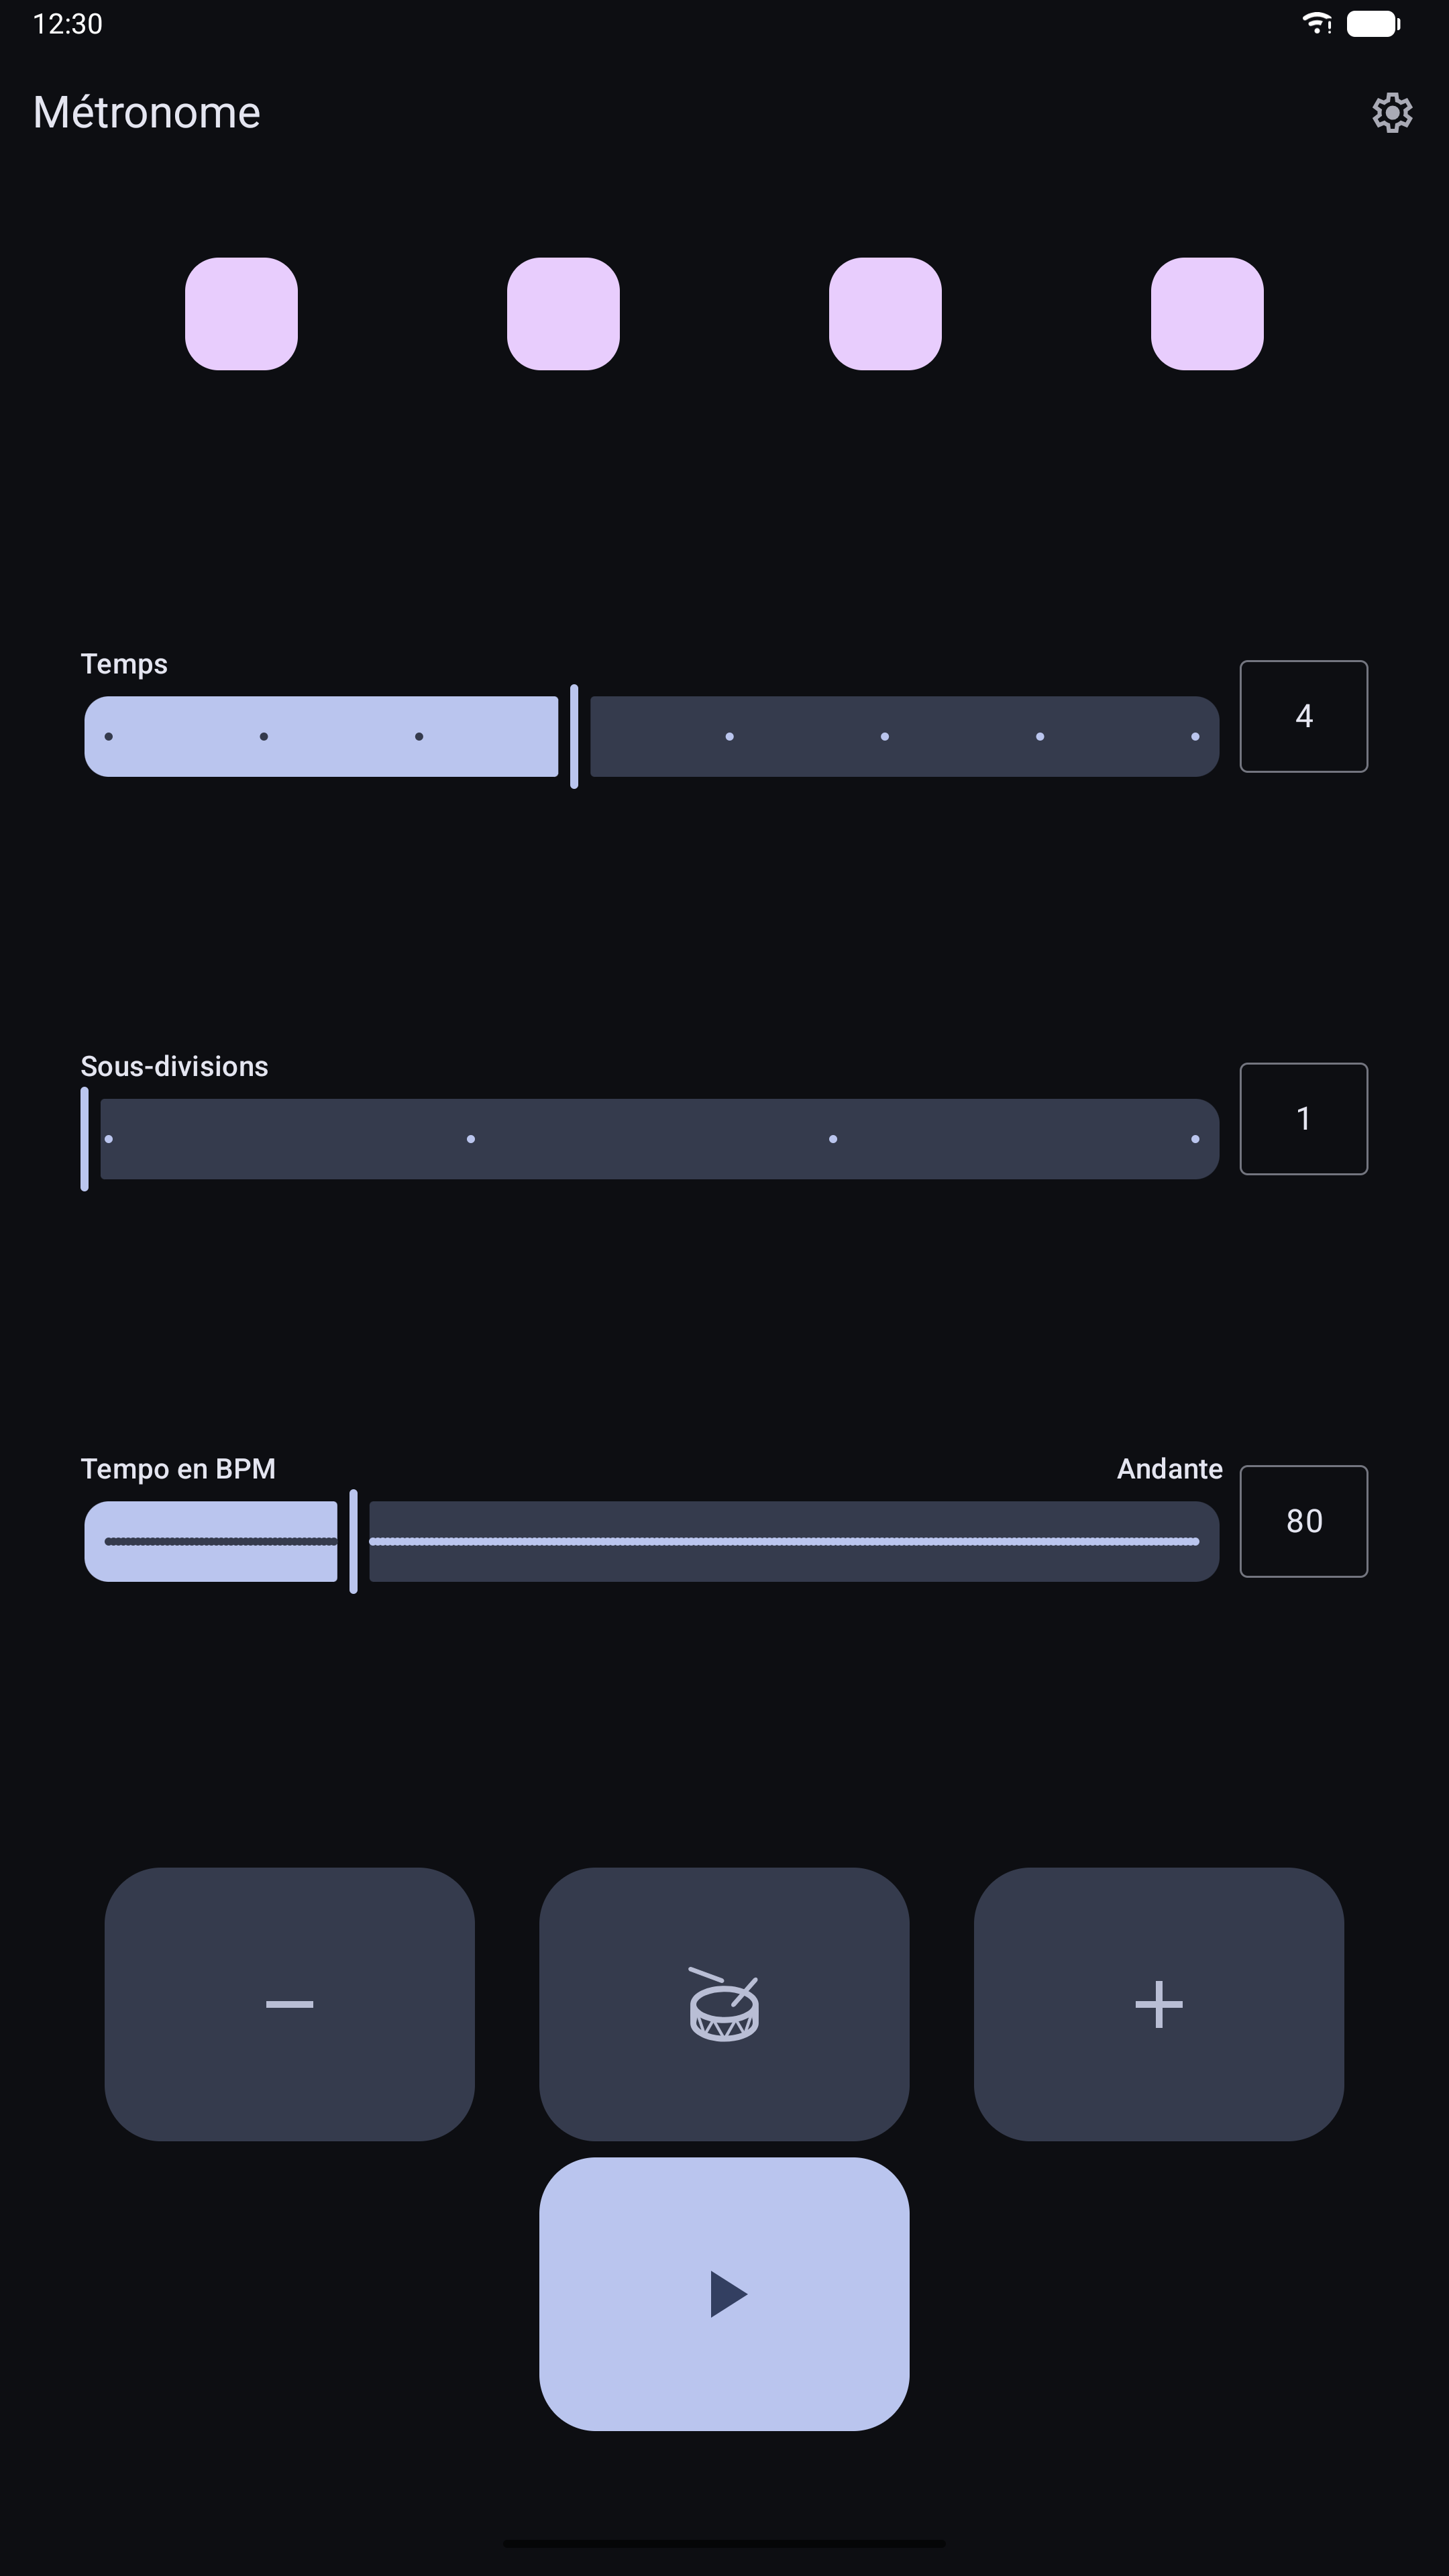 12:30
Métronome
Temps
4
Sous-divisions
1
Tempo en BPM
Andante
80